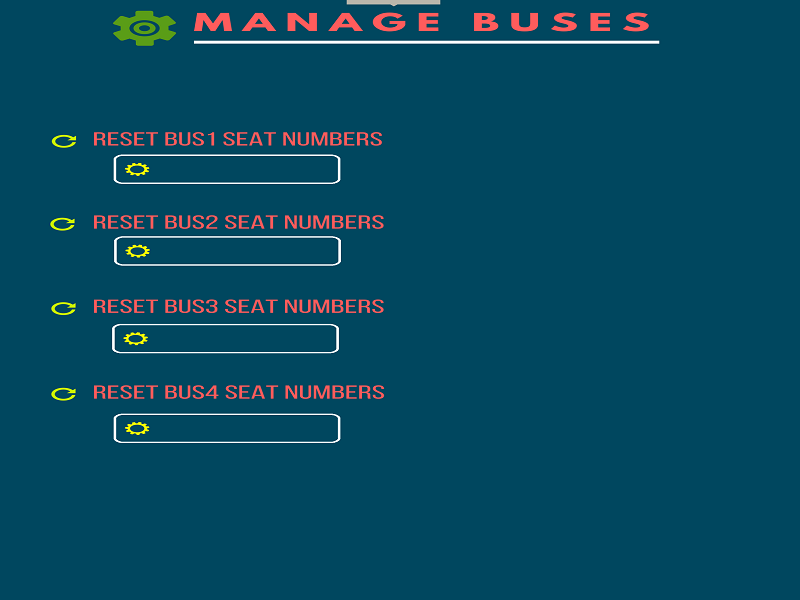 MANAGE BUSES
RESET BUS1 SEAT NUMBERS
RESET BUS2 SEAT NUMBERS
RESET BUS3 SEAT NUMBERS
RESET BUS4 SEAT NUMBERS